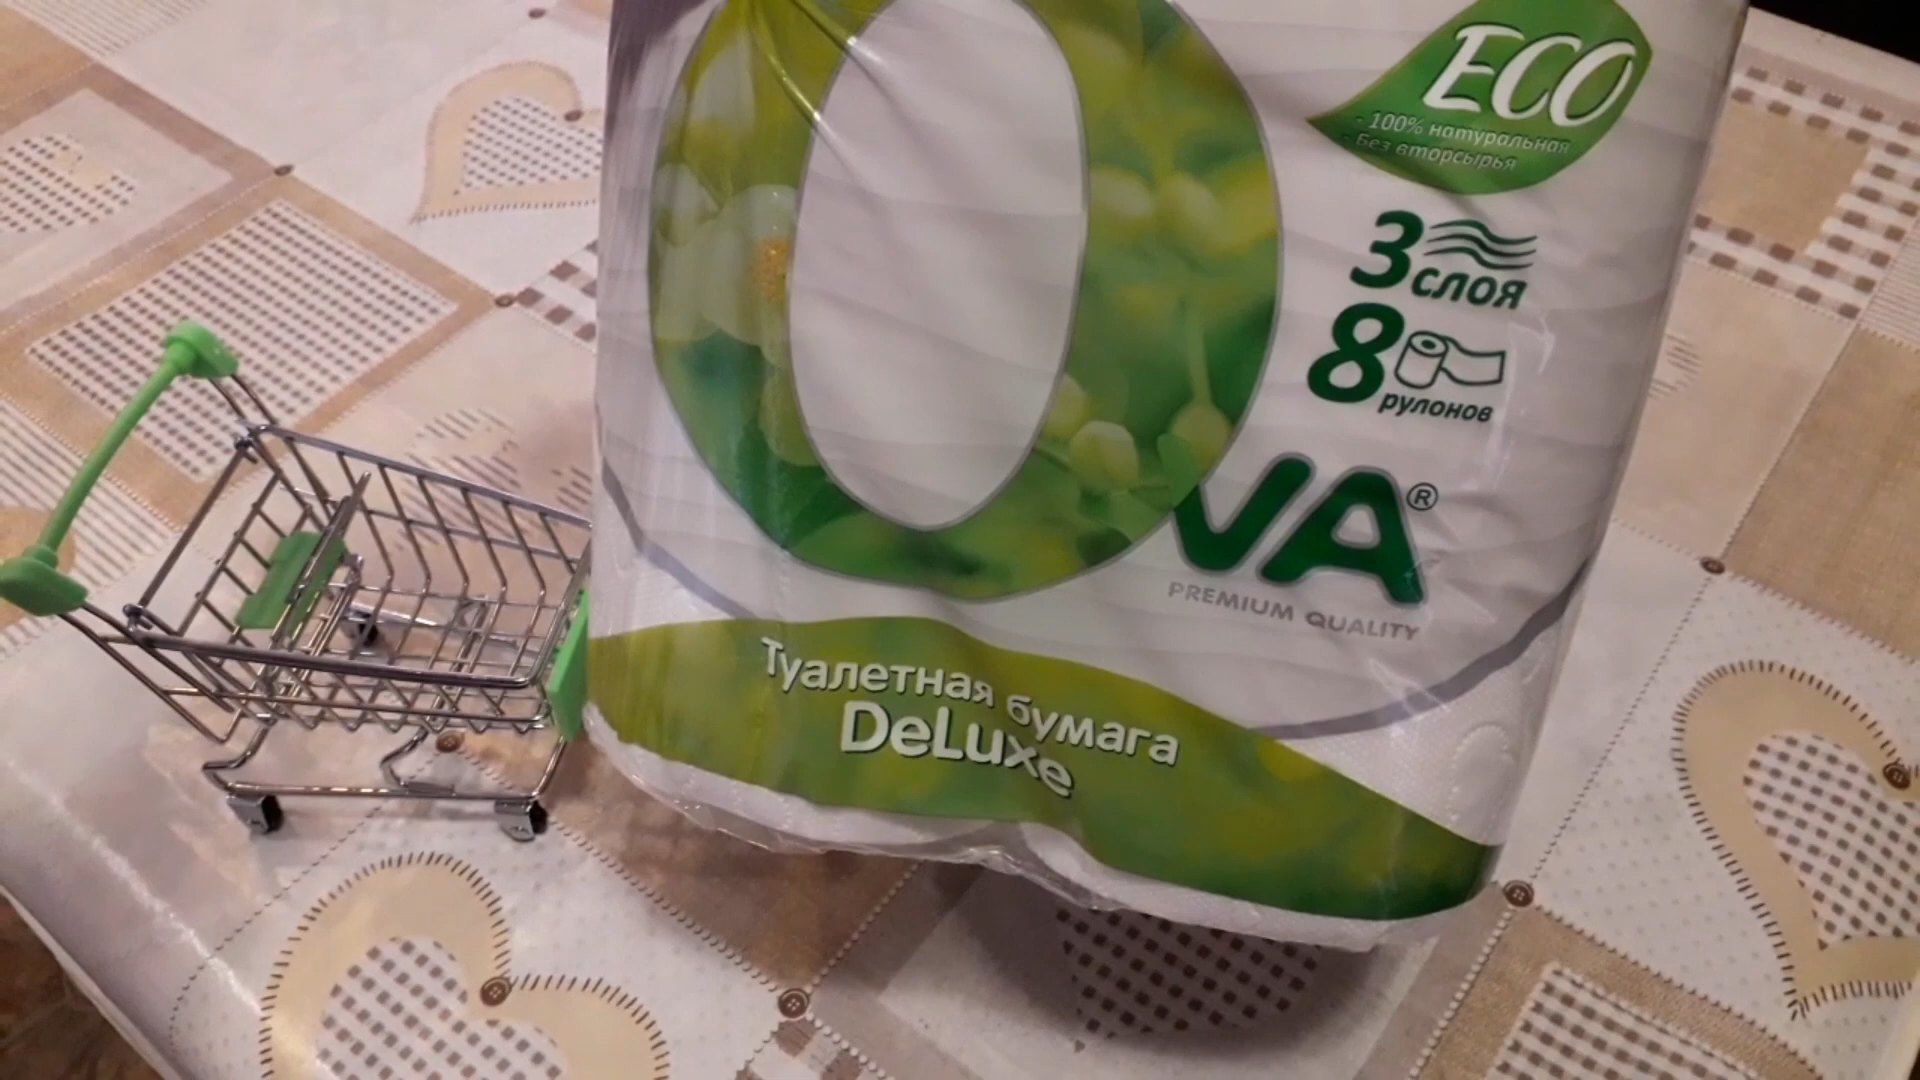 ECO
- 100% натуральная
- Без вторсырья
3 слоя
8 рулонов
OVA®
PREMIUM QUALITY
Туалетная бумага
DeLuxe